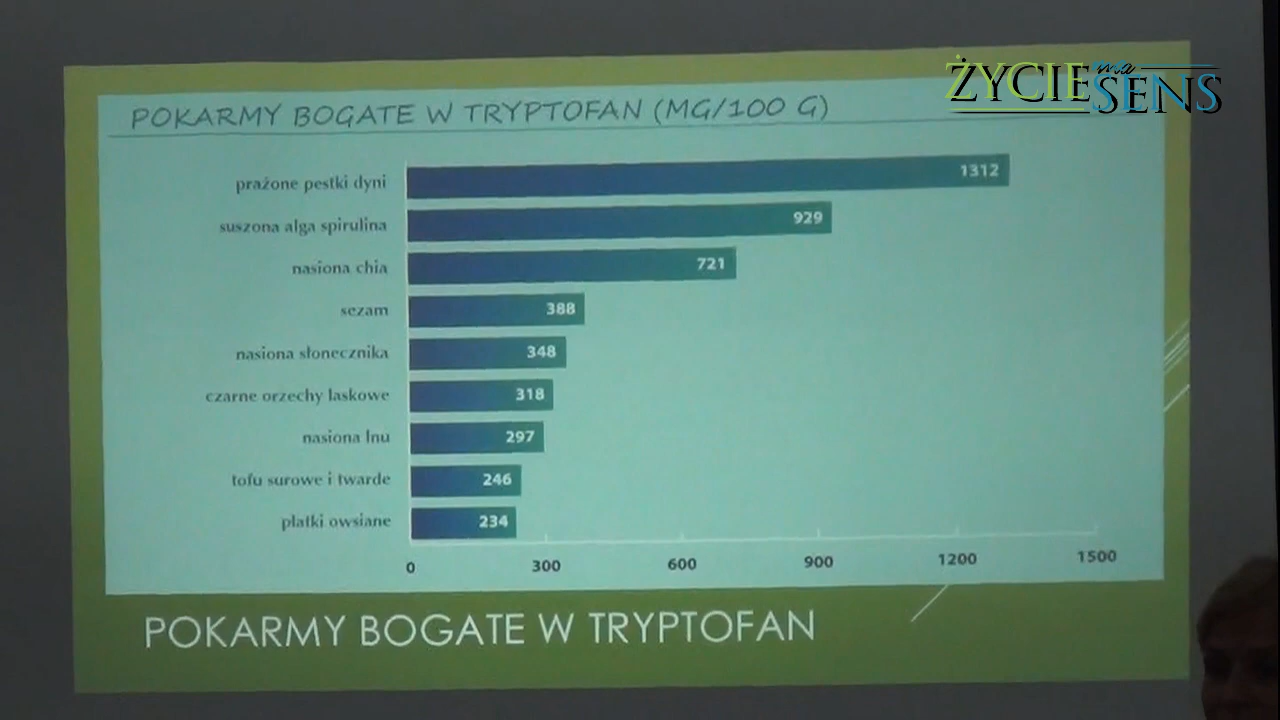 ŻYCIE ma SENS
POKARMY BOGATE W TRYPTOFAN (MG/100 G)
prażone pestki dyni 1312
suszona alga spirulina 929
nasiona chia 721
sezam 388
nasiona słonecznika 348
czarne orzechy laskowe 318
nasiona lnu 297
tofu surowe i twarde 246
płatki owsiane 234
0 300 600 900 1200 1500
POKARMY BOGATE W TRYPTOFAN